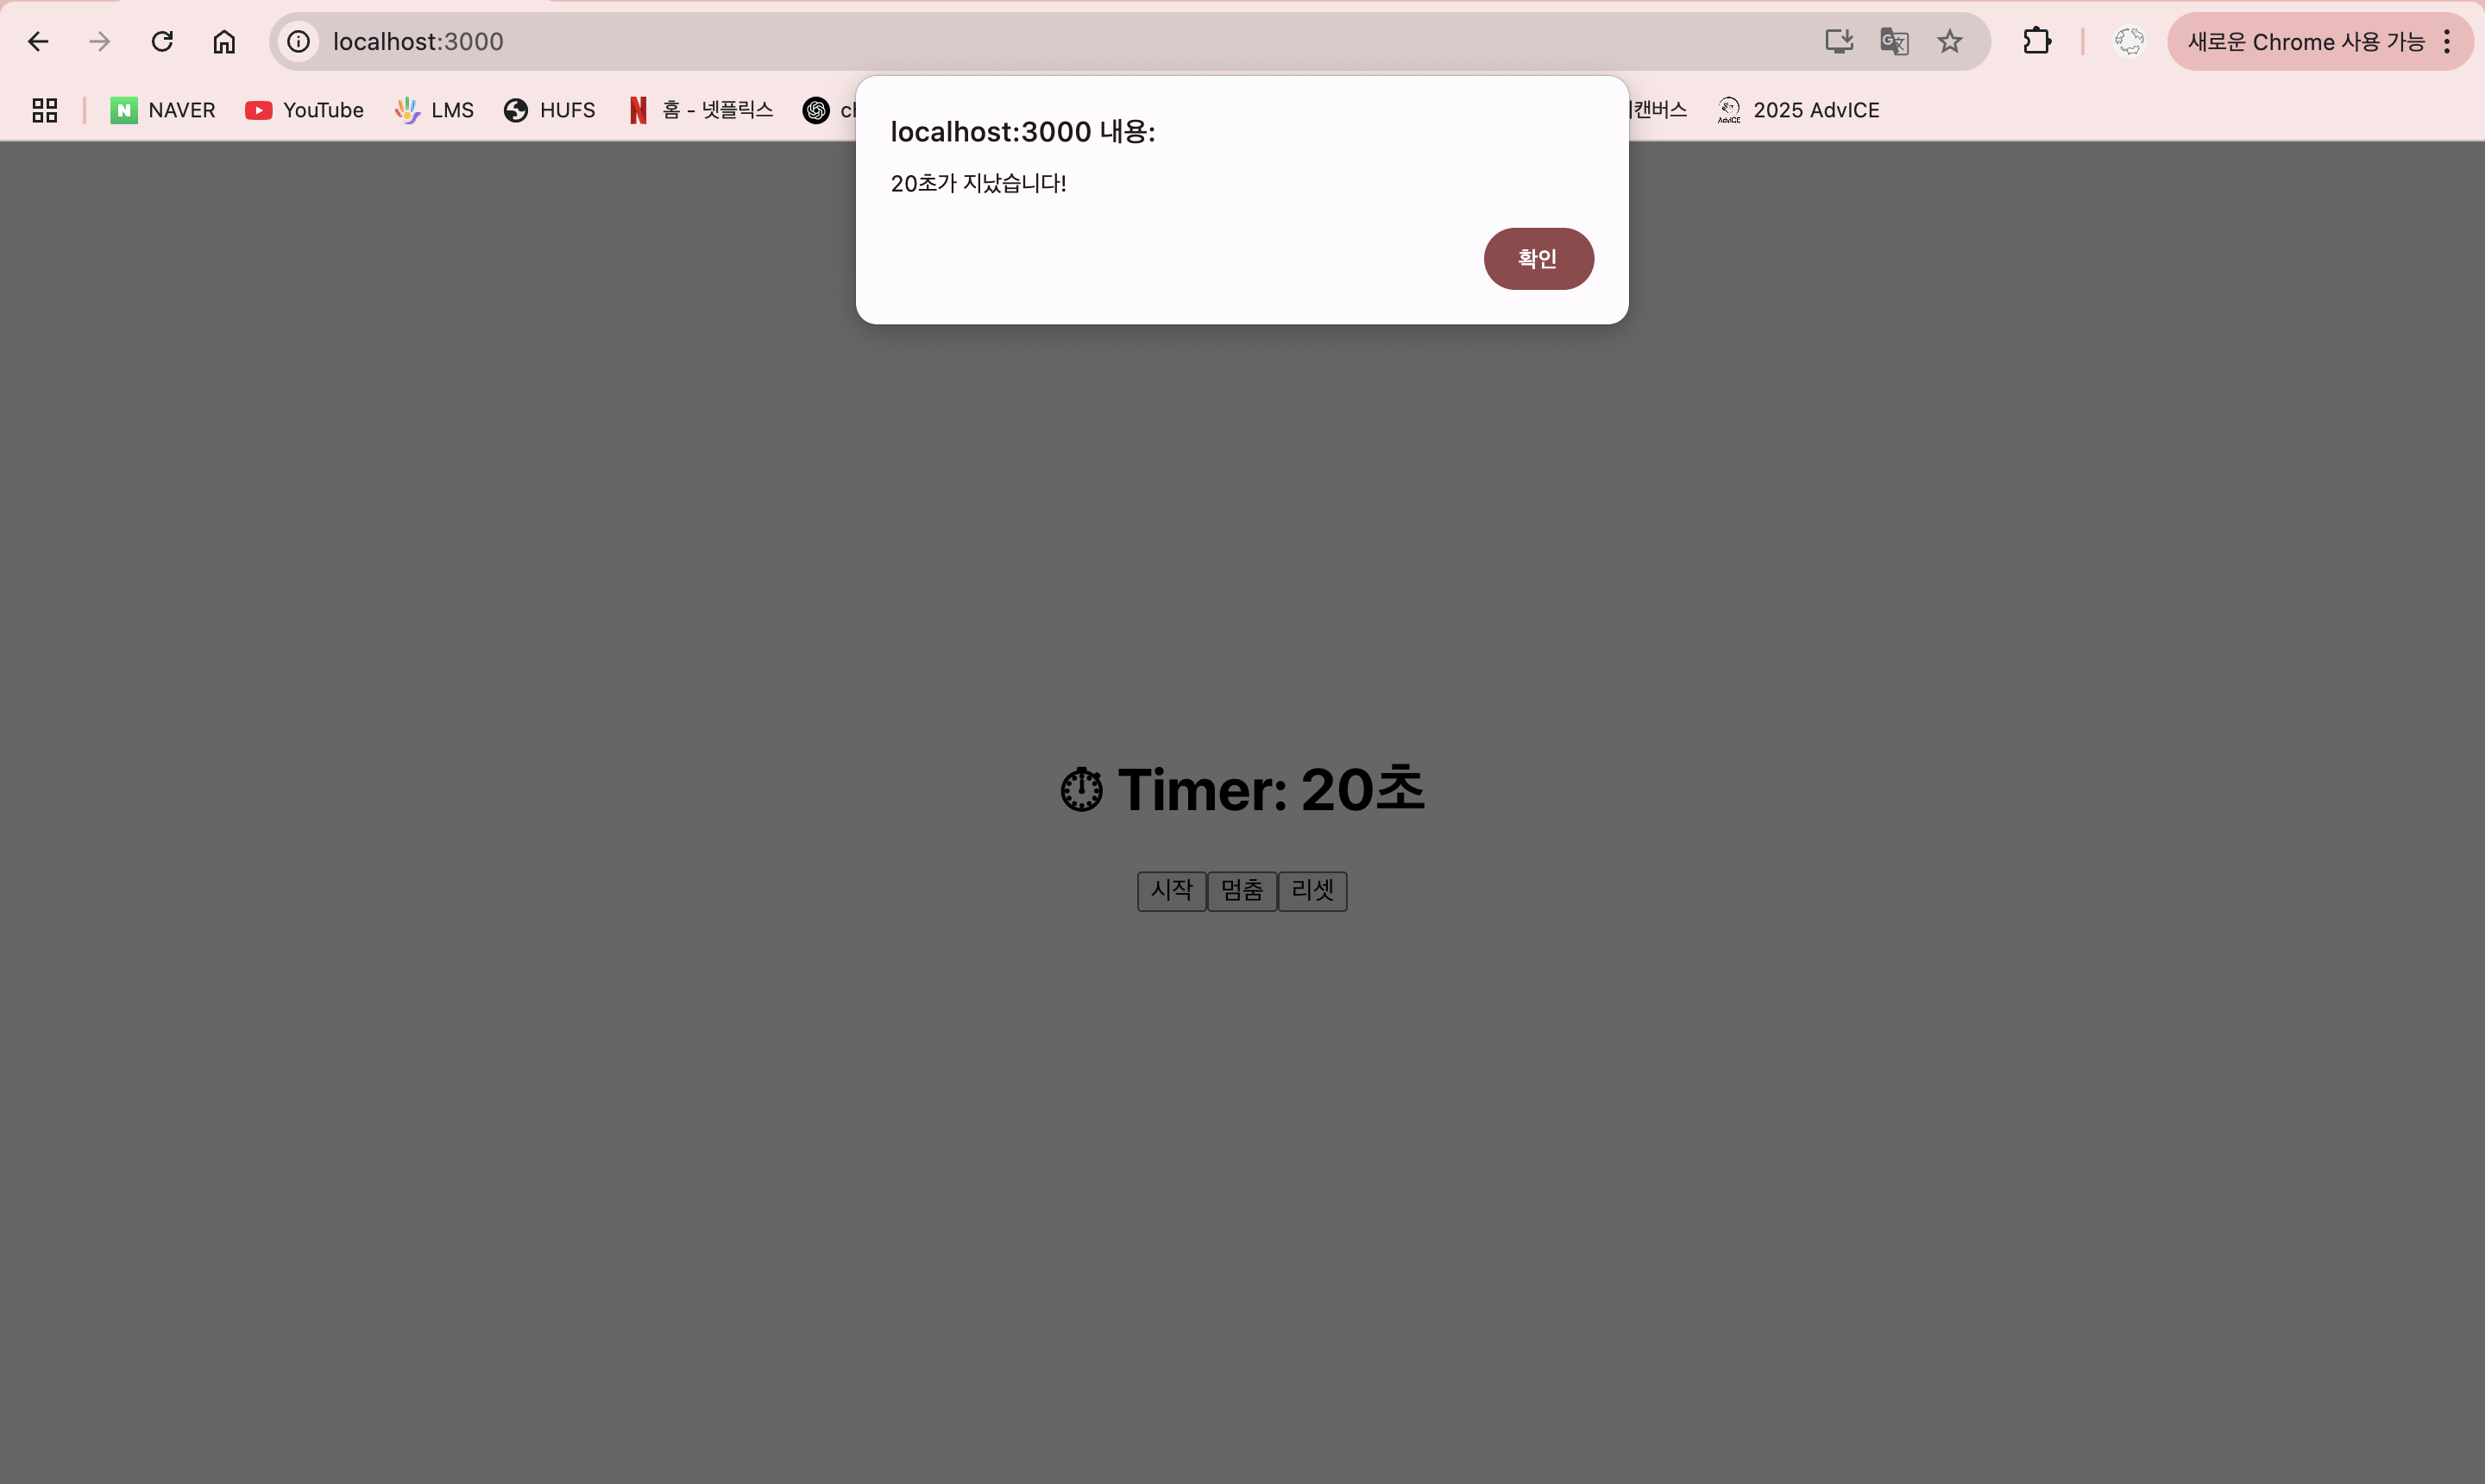 localhost:3000
새로운 Chrome 사용 가능
NAVER YouTube LMS HUFS 홈 - 넷플릭스 캔버스 2025 AdvICE
localhost:3000 내용:
20초가 지났습니다!
확인
⏱ Timer: 20초
시작 멈춤 리셋